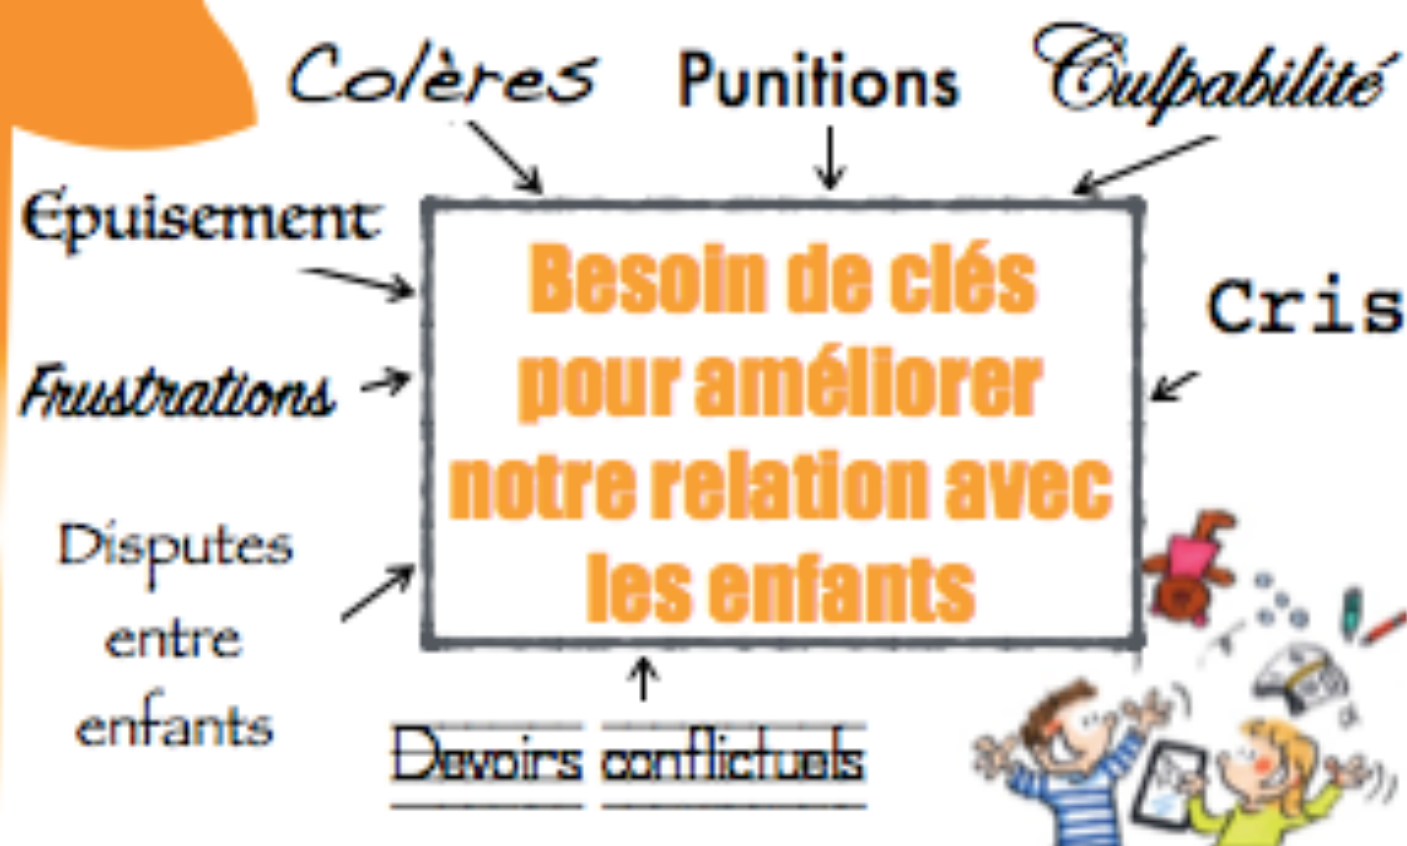 Colères Punitions Culpabilité
Epuisement
Besoin de clés
pour améliorer
notre relation avec
les enfants
Cris
Frustrations
Disputes
entre
enfants
Devoirs conflictuels